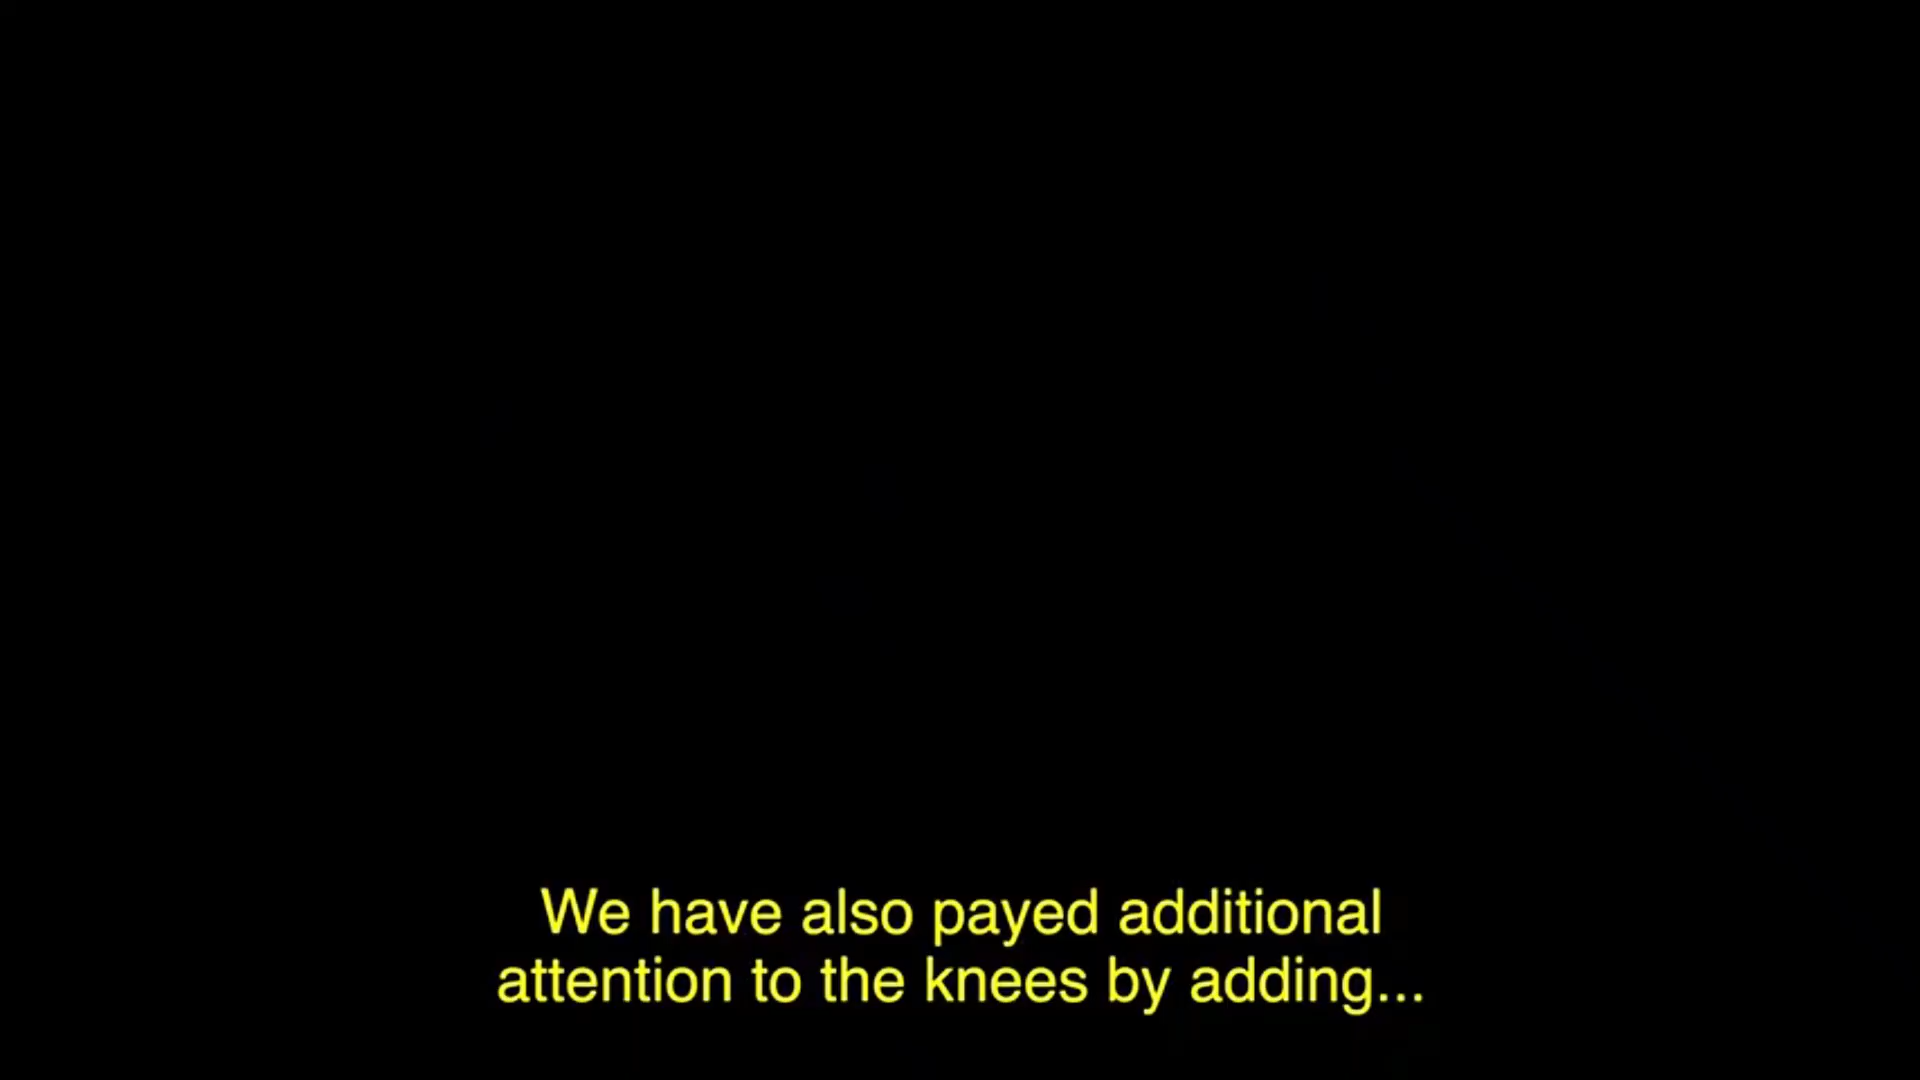 We have also payed additional
attention to the knees by adding...